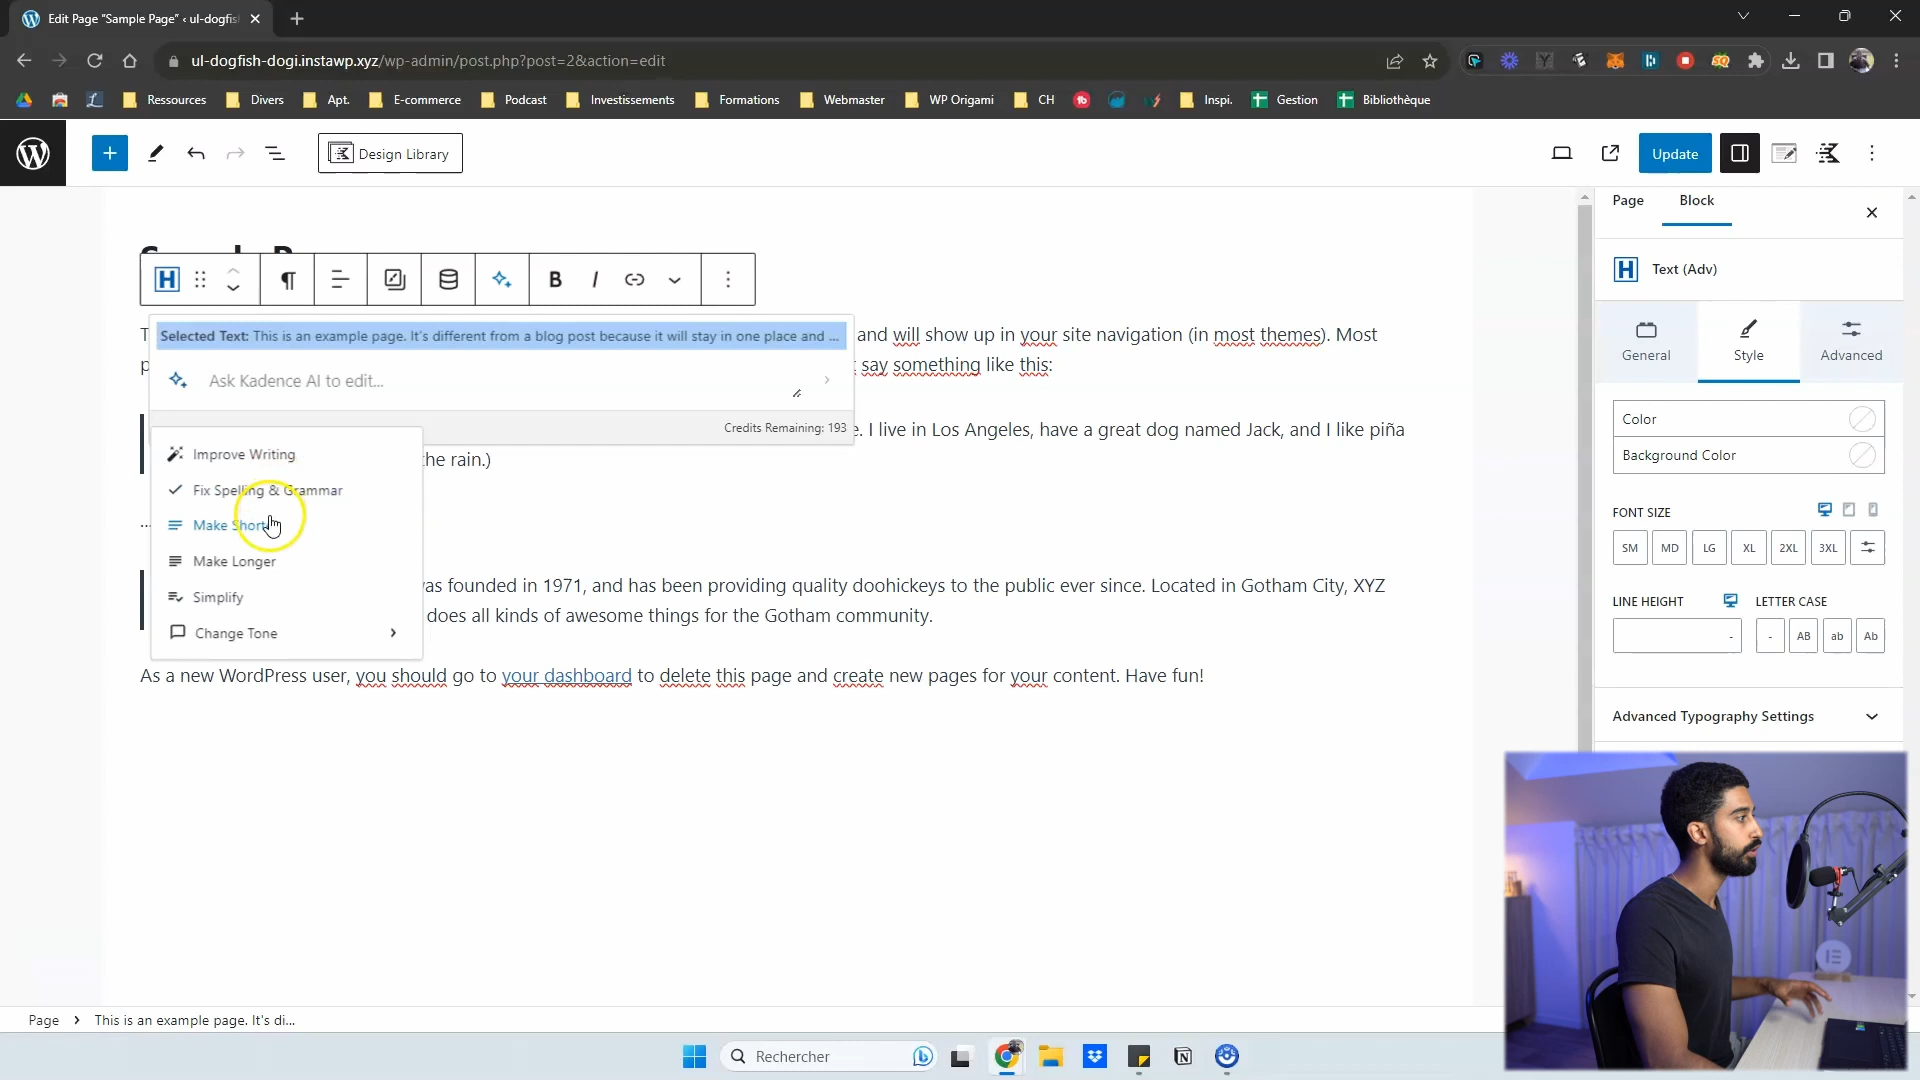 Edit Page "Sample Page" ‹ ul-dogfis
ul-dogfish-dogi.instawp.xyz/wp-admin/post.php?post=2&action=edit
Ressources Divers Apt. E-commerce Podcast Investissements Formations Webmaster WP Origami CH Inspi. Gestion Bibliothèque
Design Library
Update
Page Block
Text (Adv)
General Style Advanced
Selected Text: This is an example page. It's different from a blog post because it will stay in one place and ...
and will show up in your site navigation (in most themes). Most
say something like this:
Ask Kadence AI to edit...
Credits Remaining: 193
I live in Los Angeles, have a great dog named Jack, and I like piña
the rain.)
Improve Writing
Fix Spelling & Grammar
Make Short
Make Longer
Simplify
Change Tone
was founded in 1971, and has been providing quality doohickeys to the public ever since. Located in Gotham City, XYZ
does all kinds of awesome things for the Gotham community.
As a new WordPress user, you should go to your dashboard to delete this page and create new pages for your content. Have fun!
Color
Background Color
FONT SIZE
SM MD LG XL 2XL 3XL
LINE HEIGHT LETTER CASE
- - AB ab Ab
Advanced Typography Settings
Page › This is an example page. It's di...
Rechercher